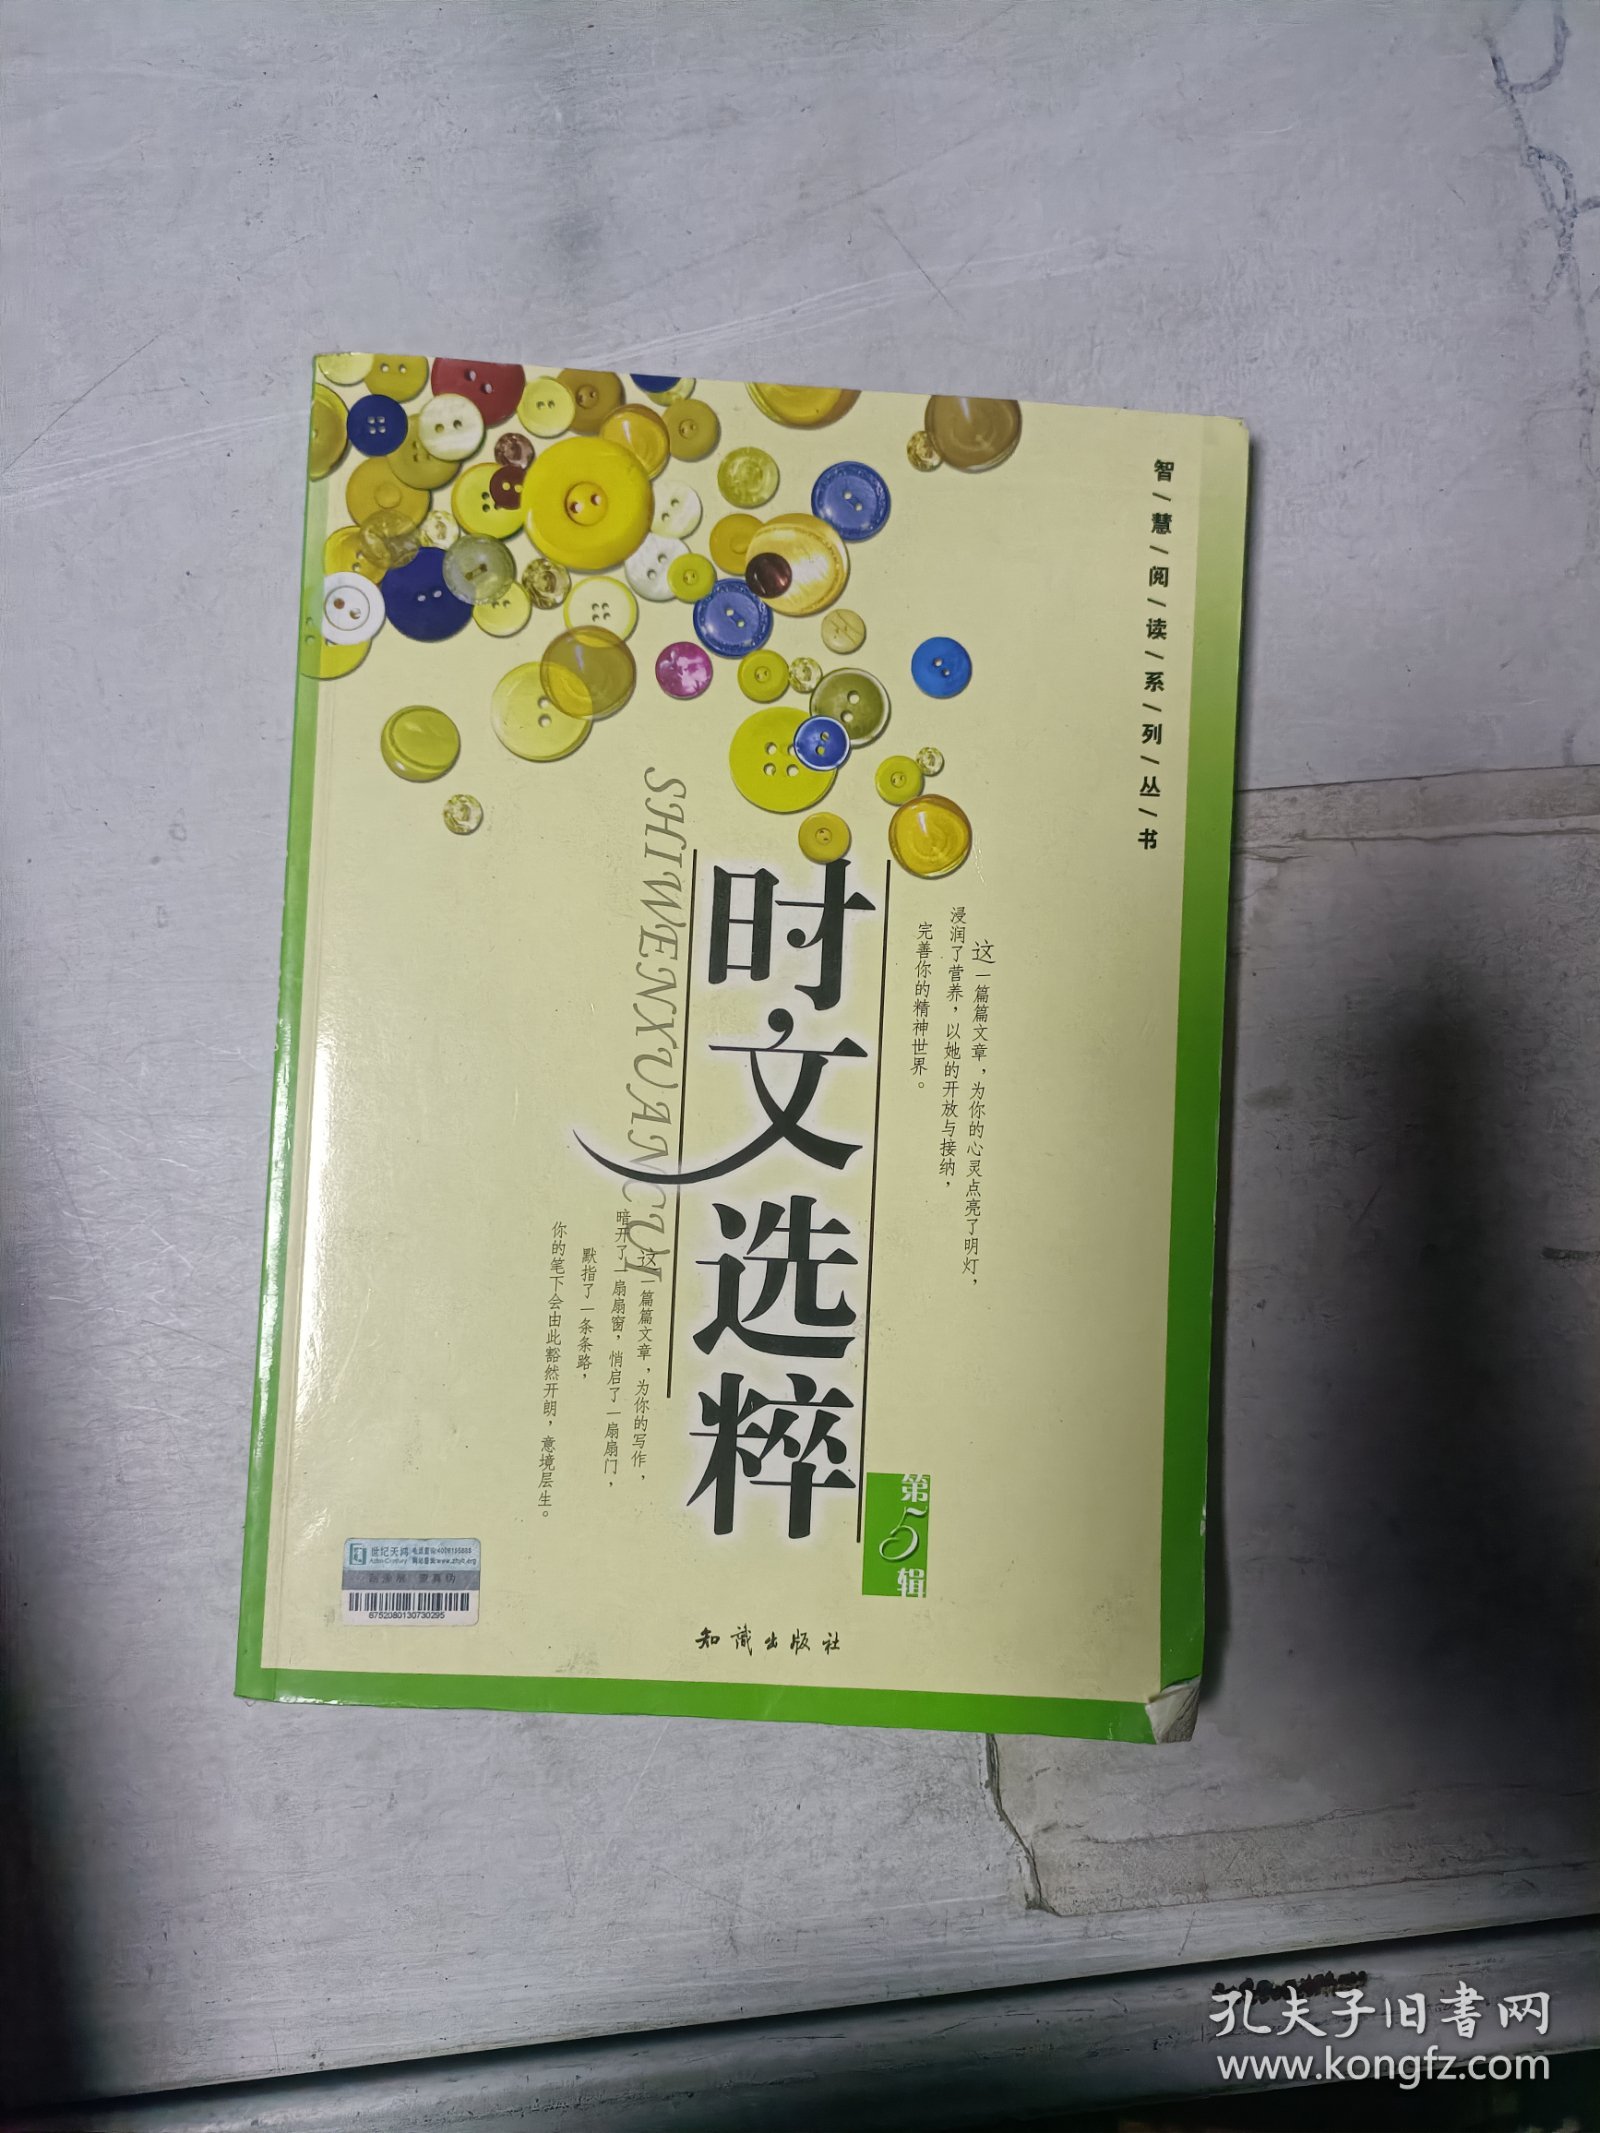 智/慧/阅/读/系/列/丛/书
这一篇篇文章，为你的心灵点亮了明灯，
浸润了营养，以她的开放与接纳，
完善你的精神世界。
时文选粹
SHIWENXUANCUI
第5辑
这一篇篇文章，为你的写作，
暗开了一扇扇窗，悄启了一扇扇门，
默指了一条条路，
你的笔下会由此豁然开朗，意境层生。
世纪天鸿
6752080130730295
知识出版社
孔夫子旧书网
www.kongfz.com